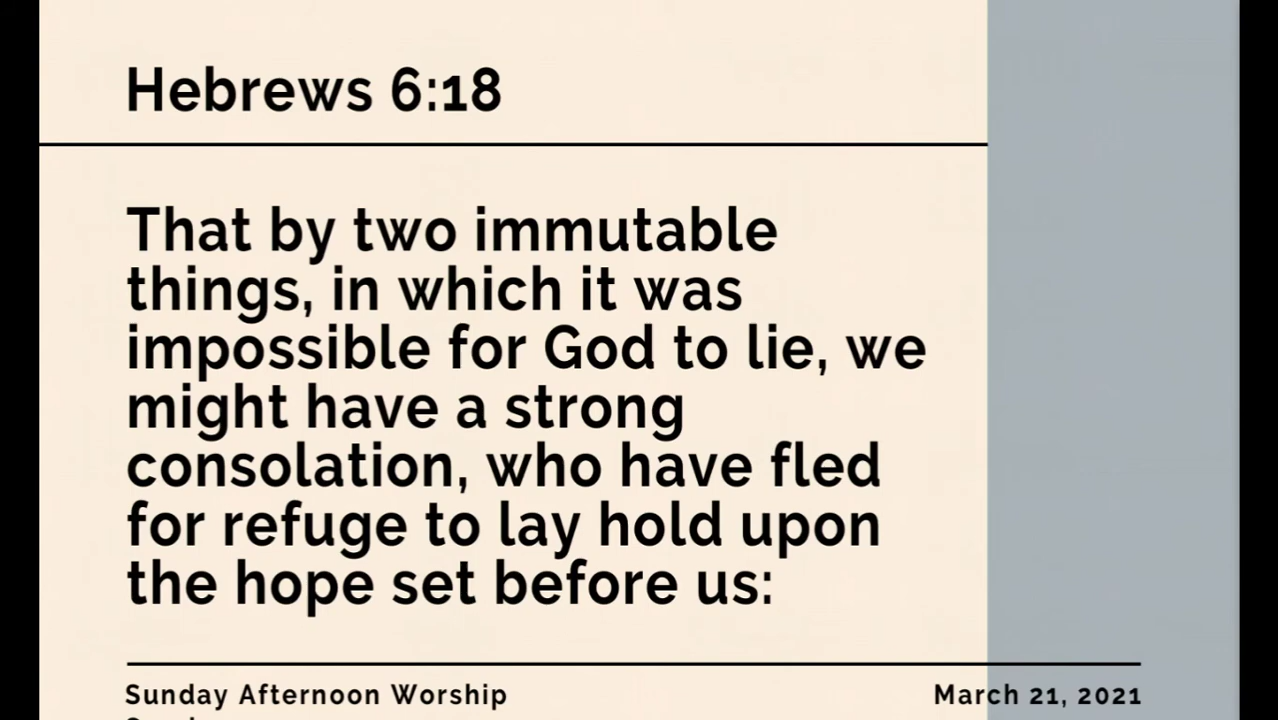 Hebrews 6:18
That by two immutable
things, in which it was
impossible for God to lie, we
might have a strong
consolation, who have fled
for refuge to lay hold upon
the hope set before us:
Sunday Afternoon Worship
March 21, 2021